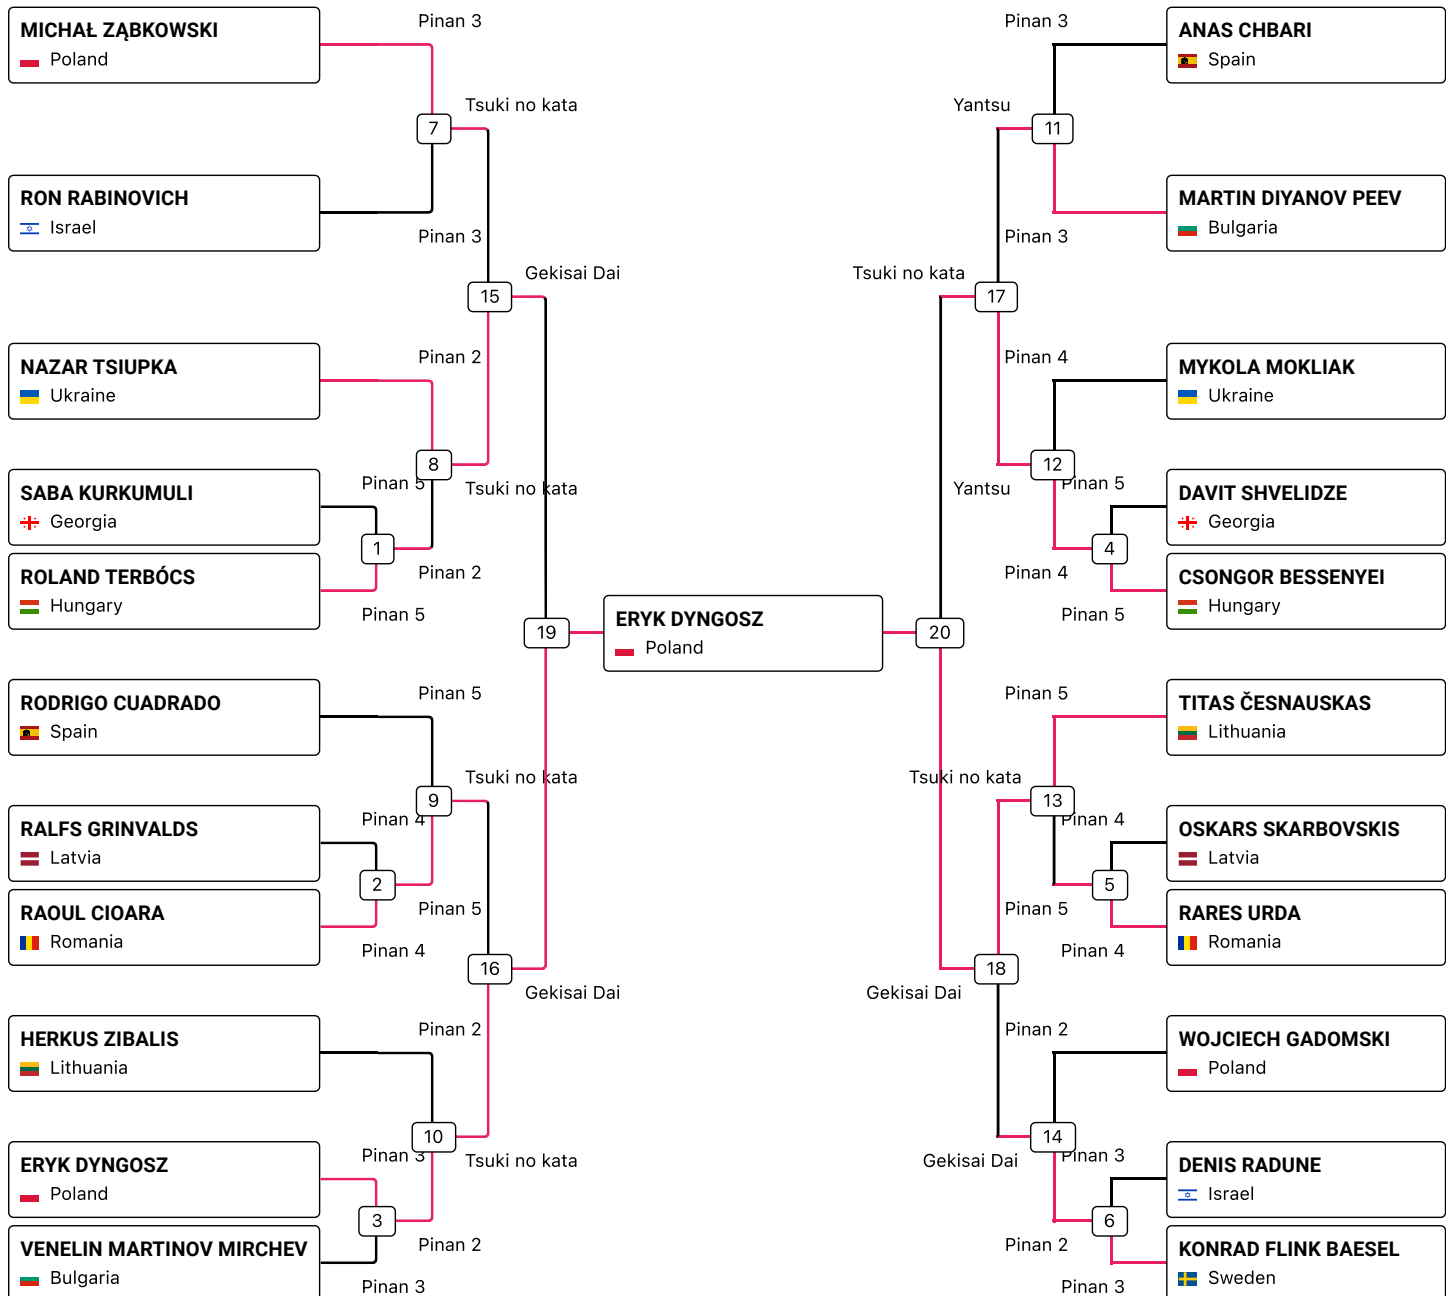 Pinan 3
Pinan 3
MICHAŁ ZĄBKOWSKI
Poland
ANAS CHBARI
Spain
Tsuki no kata
Yantsu
7
11
RON RABINOVICH
Israel
MARTIN DIYANOV PEEV
Bulgaria
Pinan 3
Pinan 3
Gekisai Dai
Tsuki no kata
15
17
Pinan 2
Pinan 4
NAZAR TSIUPKA
Ukraine
MYKOLA MOKLIAK
Ukraine
8
12
Pinan 5
Tsuki no kata
Yantsu
Pinan 5
SABA KURKUMULI
Georgia
DAVIT SHVELIDZE
Georgia
1
4
Pinan 2
Pinan 4
ROLAND TERBÓCS
Hungary
CSONGOR BESSENYEI
Hungary
Pinan 5
Pinan 5
19
ERYK DYNGOSZ
Poland
20
Pinan 5
Pinan 5
RODRIGO CUADRADO
Spain
TITAS ČESNAUSKAS
Lithuania
Tsuki no kata
Tsuki no kata
9
13
Pinan 4
Pinan 4
RALFS GRINVALDS
Latvia
OSKARS SKARBOVSKIS
Latvia
2
5
Pinan 5
Pinan 5
RAOUL CIOARA
Romania
RARES URDA
Romania
Pinan 4
Pinan 4
16
18
Gekisai Dai
Gekisai Dai
Pinan 2
Pinan 2
HERKUS ZIBALIS
Lithuania
WOJCIECH GADOMSKI
Poland
10
14
Pinan 3
Tsuki no kata
Gekisai Dai
Pinan 3
ERYK DYNGOSZ
Poland
DENIS RADUNE
Israel
3
6
Pinan 2
Pinan 2
VENELIN MARTINOV MIRCHEV
Bulgaria
KONRAD FLINK BAESEL
Sweden
Pinan 3
Pinan 3